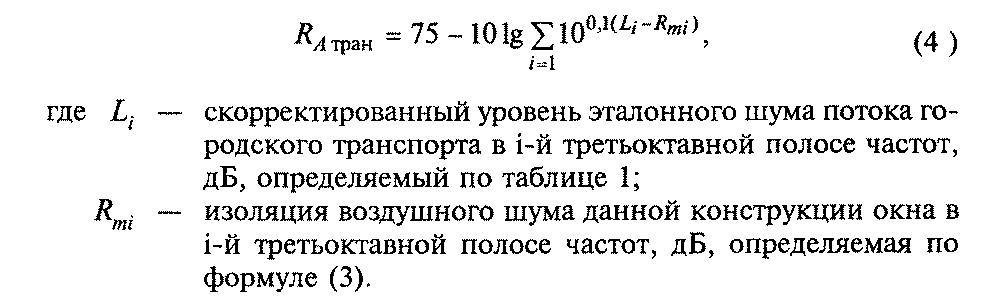 R_A тран = 75 – 10 lg ∑_{i=1} 10^{0,1(L_i – R_mi)}, (4 )
где L_i — скорректированный уровень эталонного шума потока го-
родского транспорта в i-й третьоктавной полосе частот,
дБ, определяемый по таблице 1;
R_mi — изоляция воздушного шума данной конструкции окна в
i-й третьоктавной полосе частот, дБ, определяемая по
формуле (3).